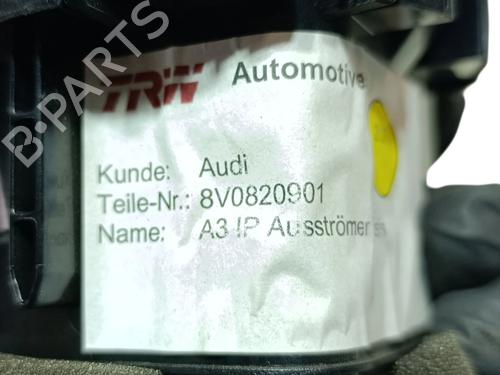 TRW Automotive
Kunde: Audi
Teile-Nr.: 8V0820901
Name: A3 IP Ausströmer
B-PARTS